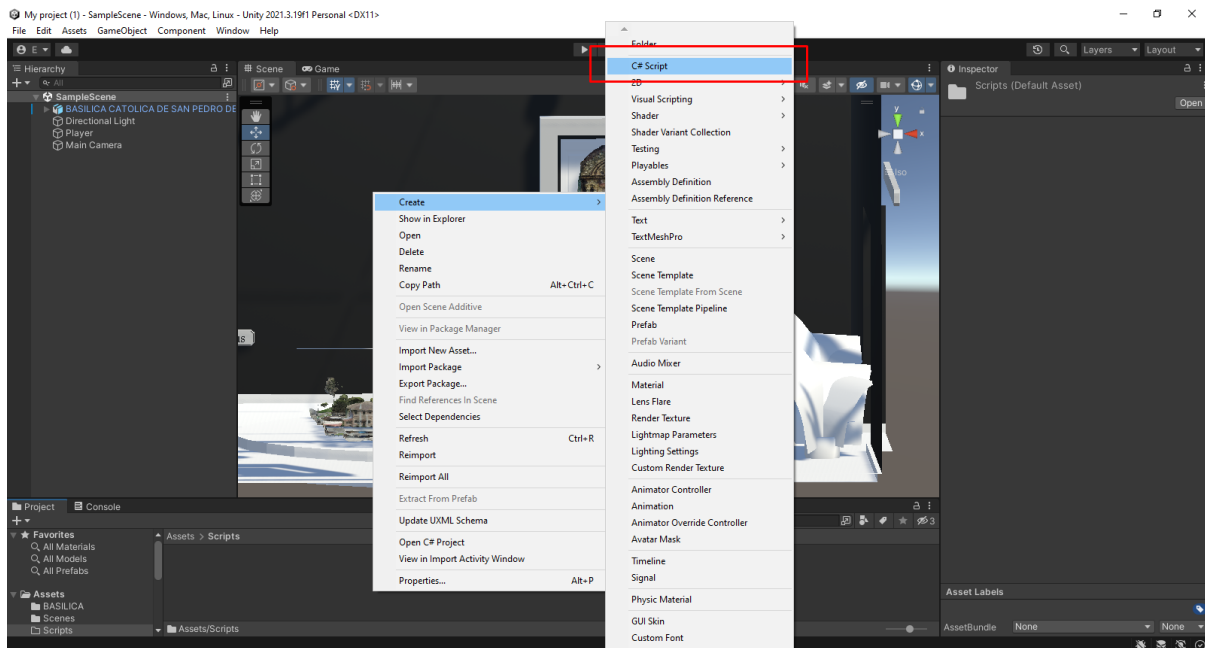 My project (1) - SampleScene - Windows, Mac, Linux - Unity 2021.3.19f1 Personal <DX11>
File Edit Assets GameObject Component Window Help
E
Layers
Layout
Hierarchy
All
SampleScene
BASILICA CATOLICA DE SAN PEDRO DE
Directional Light
Player
Main Camera
Scene
Game
y
x
Iso
Inspector
Scripts (Default Asset)
Open
Create
Show in Explorer
Open
Delete
Rename
Copy Path Alt+Ctrl+C
Open Scene Additive
View in Package Manager
Import New Asset...
Import Package
Export Package...
Find References In Scene
Select Dependencies
Refresh Ctrl+R
Reimport
Reimport All
Extract From Prefab
Update UXML Schema
Open C# Project
View in Import Activity Window
Properties... Alt+P
Folder
C# Script
2D
Visual Scripting
Shader
Shader Variant Collection
Testing
Playables
Assembly Definition
Assembly Definition Reference
Text
TextMeshPro
Scene
Scene Template
Scene Template From Scene
Scene Template Pipeline
Prefab
Prefab Variant
Audio Mixer
Material
Lens Flare
Render Texture
Lightmap Parameters
Lighting Settings
Custom Render Texture
Animator Controller
Animation
Animator Override Controller
Avatar Mask
Timeline
Signal
Physic Material
GUI Skin
Custom Font
Project
Console
3
Favorites
All Materials
All Models
All Prefabs
Assets
BASILICA
Scenes
Scripts
Assets > Scripts
Assets/Scripts
Asset Labels
AssetBundle None None